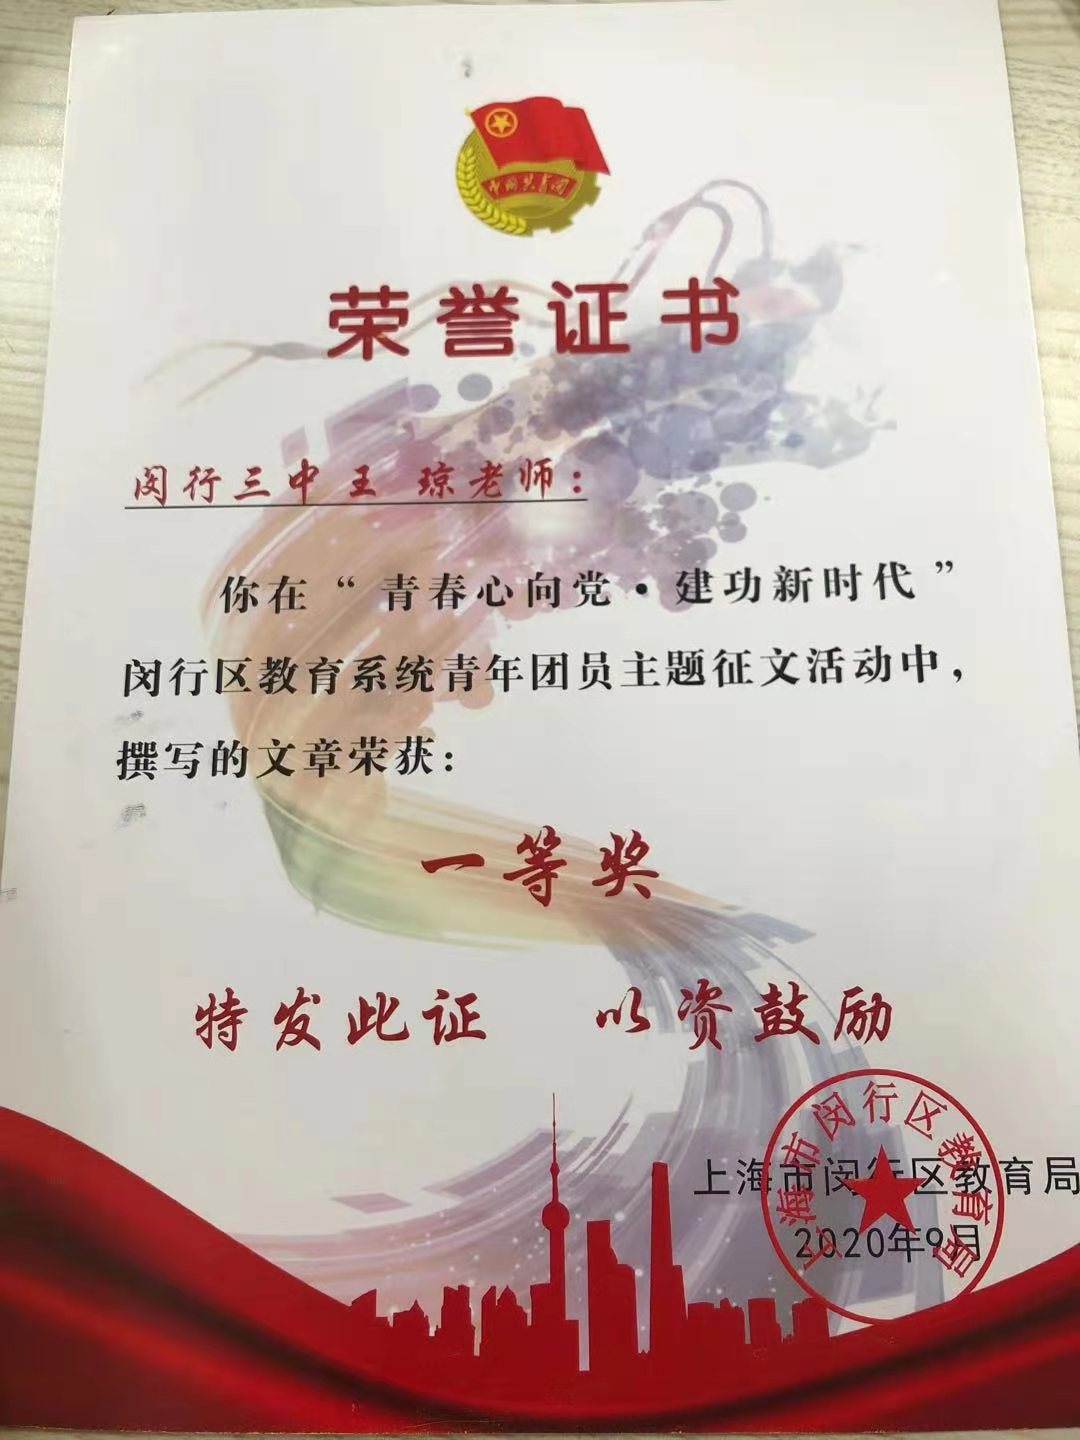 中国共青团
荣誉证书
闵行三中王 琼老师：
你在“青春心向党·建功新时代”
闵行区教育系统青年团员主题征文活动中，
撰写的文章荣获：
一等奖
特发此证 以资鼓励
上海市闵行区教育局
2020年9月
上海市闵行区教育局